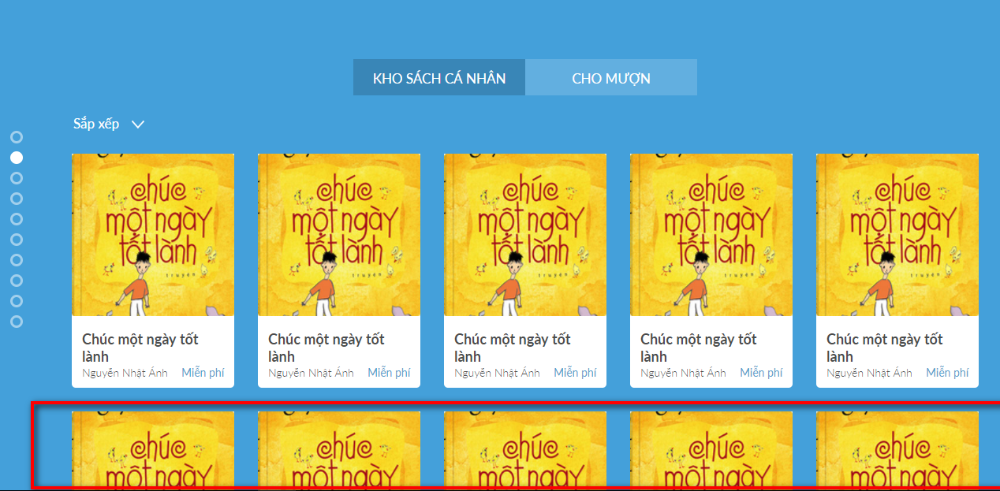 KHO SÁCH CÁ NHÂN CHO MƯỢN
Sắp xếp
chúc chúc chúc chúc chúc
một ngày một ngày một ngày một ngày một ngày
tốt lành tốt lành tốt lành tốt lành tốt lành
truyện truyện truyện truyện truyện
Chúc một ngày tốt Chúc một ngày tốt Chúc một ngày tốt Chúc một ngày tốt Chúc một ngày tốt
lành lành lành lành lành
Nguyễn Nhật Ánh Miễn phí Nguyễn Nhật Ánh Miễn phí Nguyễn Nhật Ánh Miễn phí Nguyễn Nhật Ánh Miễn phí Nguyễn Nhật Ánh Miễn phí
chúc chúc chúc chúc chúc
một ngày một ngày một ngày một ngày một ngày